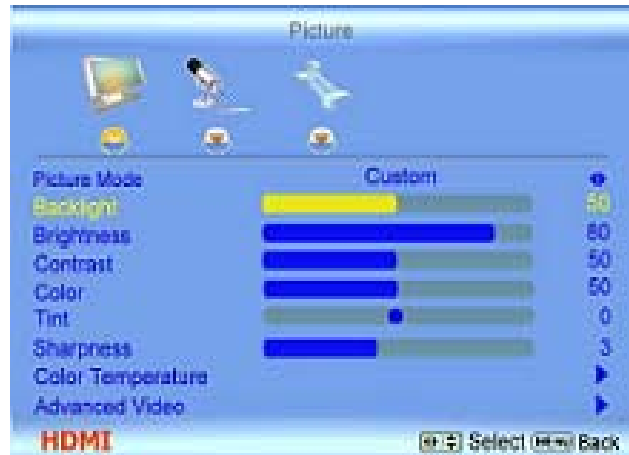 Picture
Picture Mode Custom
Backlight 50
Brightness 80
Contrast 50
Color 50
Tint 0
Sharpness 3
Color Temperature
Advanced Video
HDMI Select Back